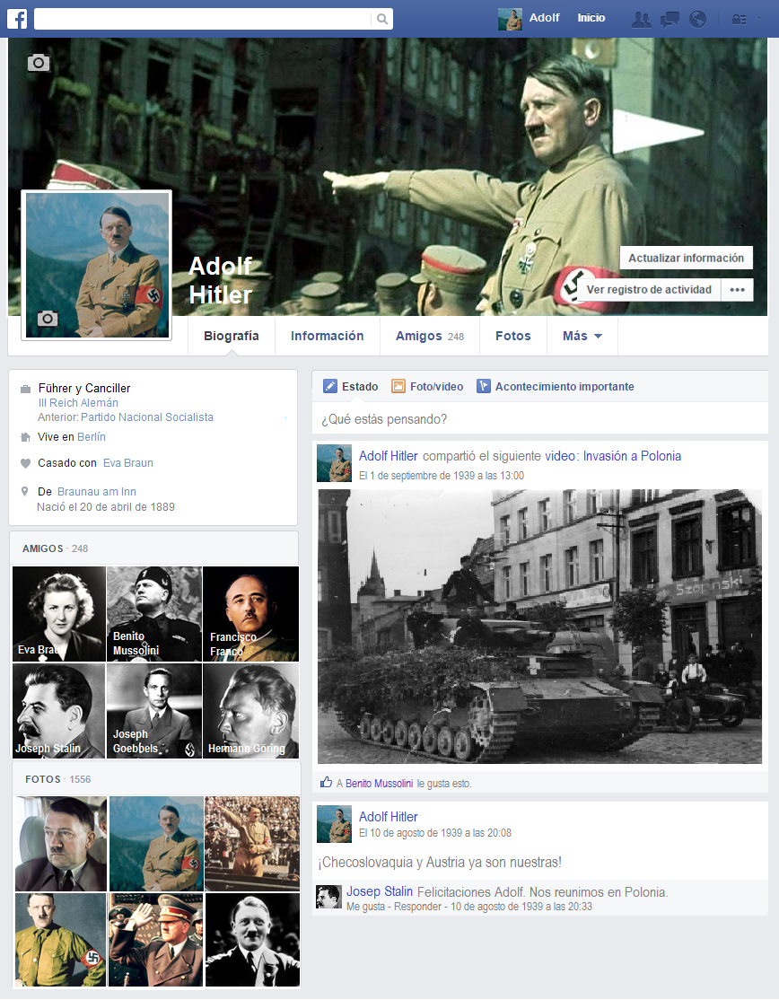 f
Adolf Inicio
Adolf
Hitler
Actualizar información
Ver registro de actividad •••
Biografía Información Amigos 248 Fotos Más
Führer y Canciller
III Reich Alemán
Anterior: Partido Nacional Socialista
Vive en Berlín
Casado con Eva Braun
De Braunau am Inn
Nació el 20 de abril de 1889
AMIGOS · 248
Eva Braun
Benito
Mussolini
Francisco
Franco
Joseph Stalin
Joseph
Goebbels
Hermann Göring
FOTOS · 1556
Estado Foto/video Acontecimiento importante
¿Qué estás pensando?
Adolf Hitler compartió el siguiente video: Invasión a Polonia
El 1 de septiembre de 1939 a las 13:00
Szopinski
A Benito Mussolini le gusta esto.
Adolf Hitler
El 10 de agosto de 1939 a las 20:08
¡Checoslovaquia y Austria ya son nuestras!
Josep Stalin Felicitaciones Adolf. Nos reunimos en Polonia.
Me gusta - Responder - 10 de agosto de 1939 a las 20:33